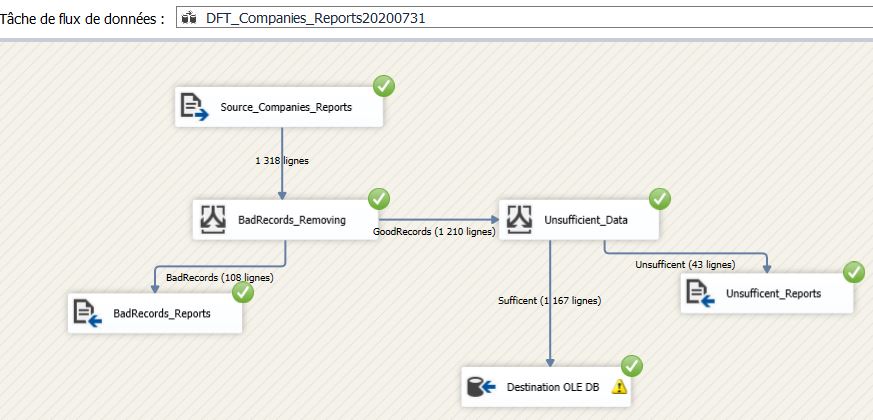 Tâche de flux de données : DFT_Companies_Reports20200731
Source_Companies_Reports
1 318 lignes
BadRecords_Removing
GoodRecords (1 210 lignes)
Unsufficient_Data
BadRecords (108 lignes)
Unsufficent (43 lignes)
BadRecords_Reports
Sufficent (1 167 lignes)
Unsufficent_Reports
Destination OLE DB